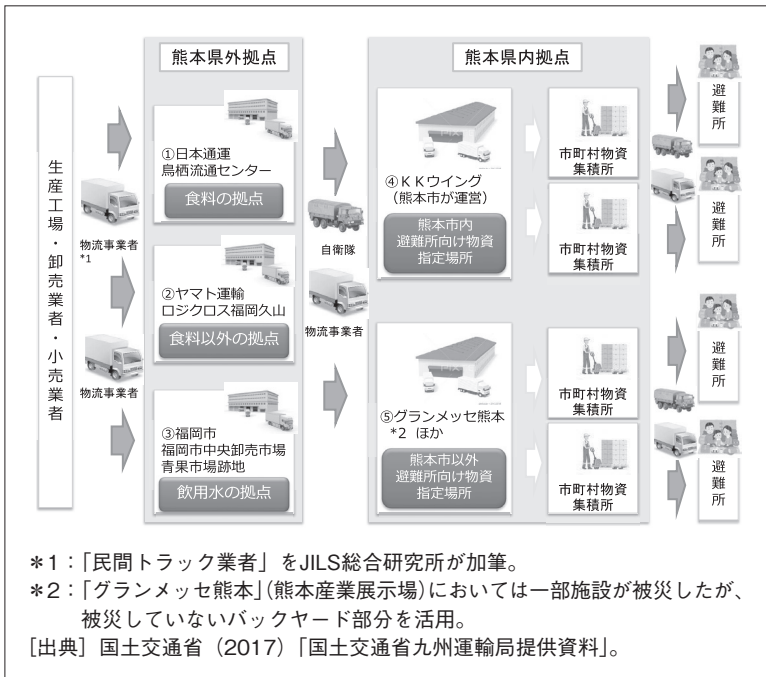 熊本県外拠点
熊本県内拠点
生産工場・卸売業者・小売業者
物流事業者
*1
物流事業者
①日本通運
鳥栖流通センター
食料の拠点
②ヤマト運輸
ロジクロス福岡久山
食料以外の拠点
③福岡市
福岡市中央卸売市場
青果市場跡地
飲用水の拠点
自衛隊
物流事業者
④KKウイング
(熊本市が運営)
熊本市内
避難所向け物資
指定場所
⑤グランメッセ熊本
*2 ほか
熊本市以外
避難所向け物資
指定場所
市町村物資
集積所
市町村物資
集積所
市町村物資
集積所
市町村物資
集積所
避難所
避難所
避難所
避難所
＊1：「民間トラック業者」をJILS総合研究所が加筆。
＊2：「グランメッセ熊本」(熊本産業展示場)においては一部施設が被災したが、
被災していないバックヤード部分を活用。
［出典］国土交通省（2017）「国土交通省九州運輸局提供資料」。